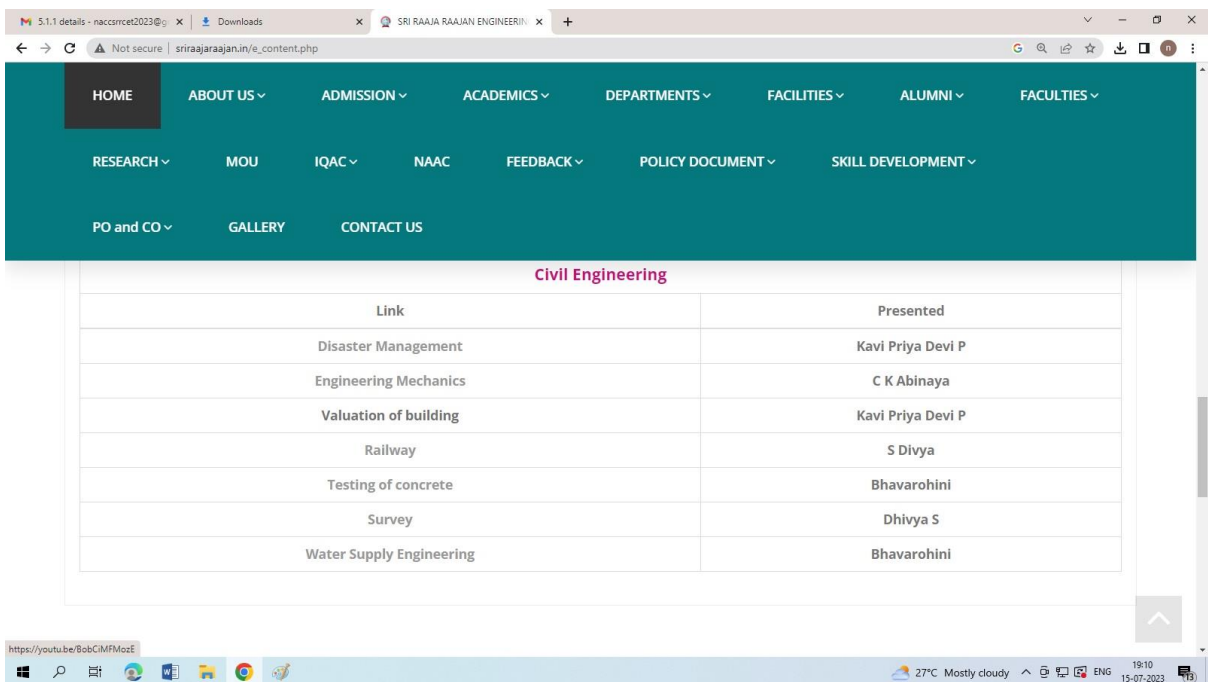 5.1.1 details - naccsrrcet2023@g
Downloads
SRI RAAJA RAAJAN ENGINEERIN
Not secure | sriraajaraajan.in/e_content.php
HOME ABOUT US ADMISSION ACADEMICS DEPARTMENTS FACILITIES ALUMNI FACULTIES
RESEARCH MOU IQAC NAAC FEEDBACK POLICY DOCUMENT SKILL DEVELOPMENT
PO and CO GALLERY CONTACT US
Civil Engineering
Link Presented
Disaster Management Kavi Priya Devi P
Engineering Mechanics C K Abinaya
Valuation of building Kavi Priya Devi P
Railway S Divya
Testing of concrete Bhavarohini
Survey Dhivya S
Water Supply Engineering Bhavarohini
https://youtu.be/BobCiMFMozE
27°C Mostly cloudy ENG 19:10
15-07-2023